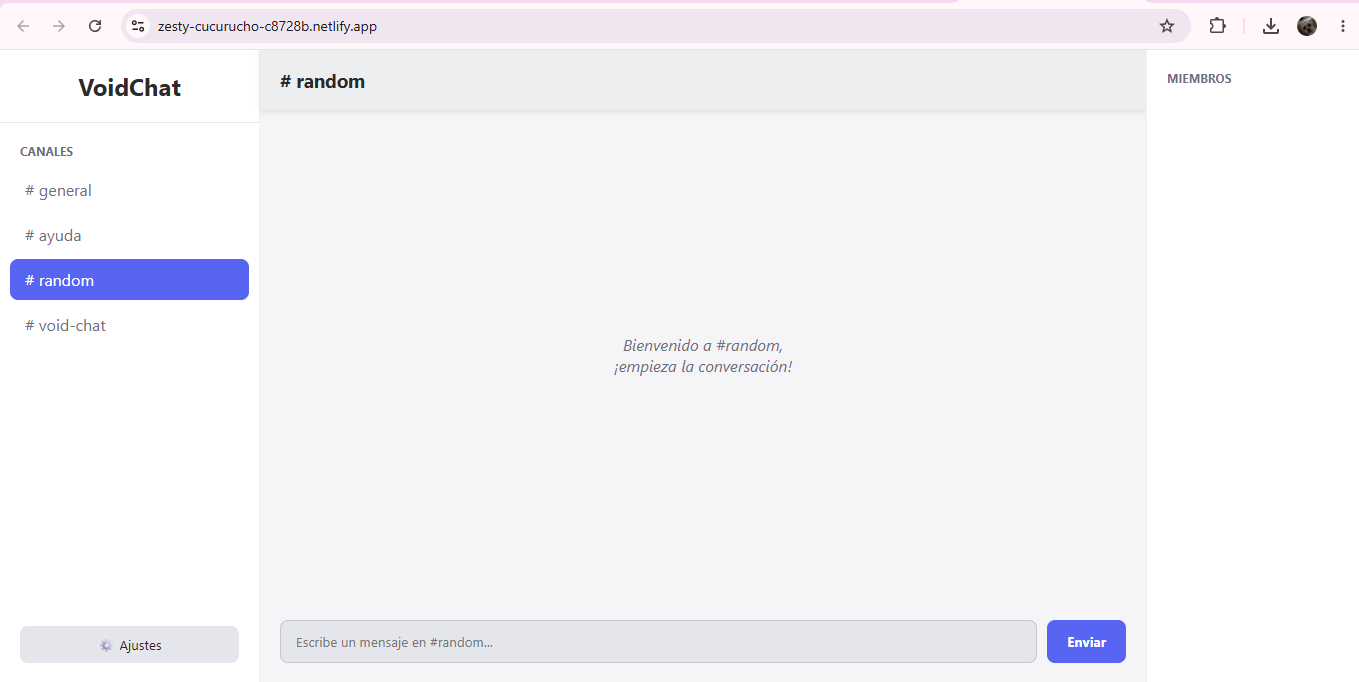 zesty-cucurucho-c8728b.netlify.app
VoidChat
CANALES
# general
# ayuda
# random
# void-chat
⚙️ Ajustes
# random
Bienvenido a #random,
¡empieza la conversación!
Escribe un mensaje en #random...
Enviar
MIEMBROS